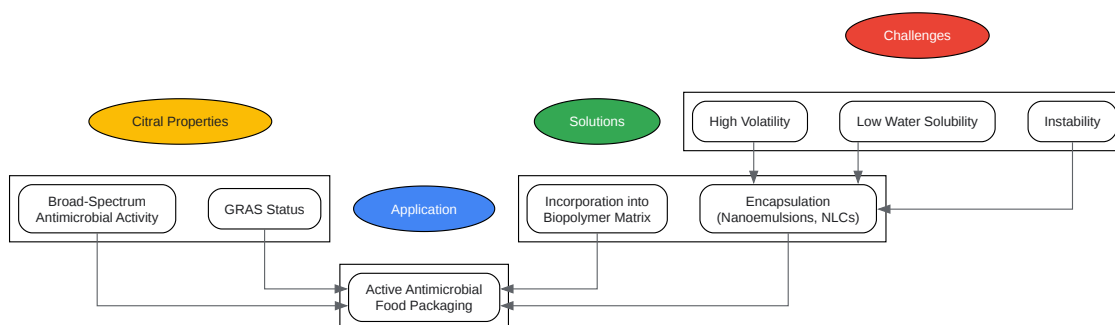 Challenges
Citral Properties
Solutions
High Volatility
Low Water Solubility
Instability
Broad-Spectrum
Antimicrobial Activity
GRAS Status
Application
Incorporation into
Biopolymer Matrix
Encapsulation
(Nanoemulsions, NLCs)
Active Antimicrobial
Food Packaging